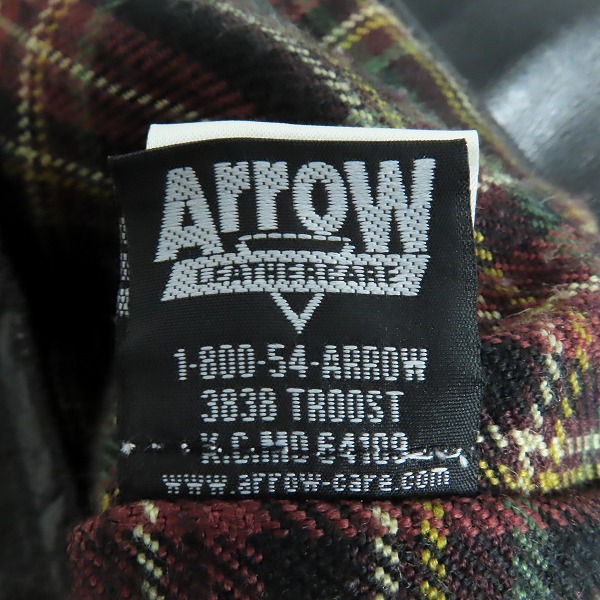 Arrow
LEATHERCARE
1-800-54-ARROW
3838 TROOST
K.C. MO 64109
www.arrow-care.com